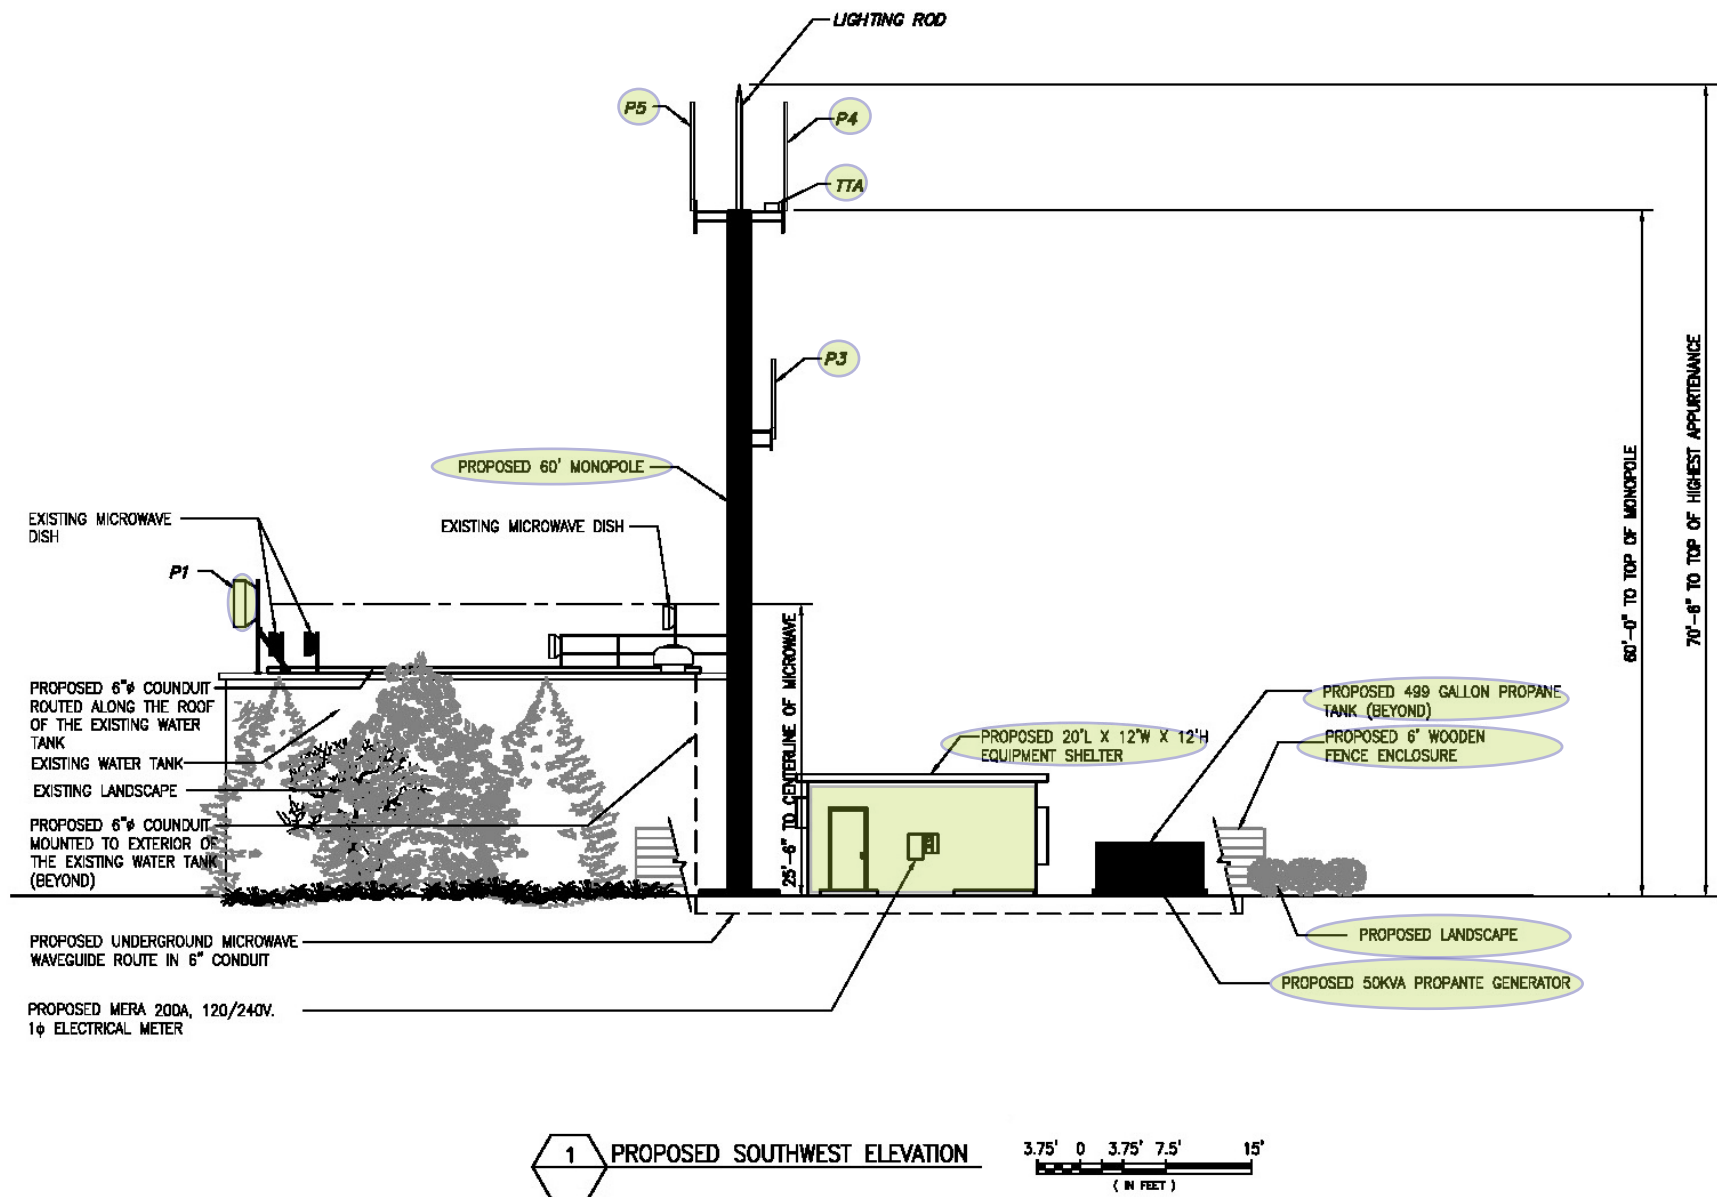 LIGHTING ROD
P5
P4
TTA
P3
PROPOSED 60' MONOPOLE
EXISTING MICROWAVE
DISH
EXISTING MICROWAVE DISH
P1
60'-0" TO TOP OF MONOPOLE
70'-6" TO TOP OF HIGHEST APPURTENANCE
25'-6" TO CENTERLINE OF MICROWAVE
PROPOSED 6"ϕ COUNDUIT
ROUTED ALONG THE ROOF
OF THE EXISTING WATER
TANK
EXISTING WATER TANK
EXISTING LANDSCAPE
PROPOSED 6"ϕ COUNDUIT
MOUNTED TO EXTERIOR OF
THE EXISTING WATER TANK
(BEYOND)
PROPOSED 20'L X 12'W X 12'H
EQUIPMENT SHELTER
PROPOSED 499 GALLON PROPANE
TANK (BEYOND)
PROPOSED 6' WOODEN
FENCE ENCLOSURE
PROPOSED UNDERGROUND MICROWAVE
WAVEGUIDE ROUTE IN 6" CONDUIT
PROPOSED LANDSCAPE
PROPOSED 50KVA PROPANTE GENERATOR
PROPOSED MERA 200A, 120/240V.
1ϕ ELECTRICAL METER
1 PROPOSED SOUTHWEST ELEVATION
3.75' 0 3.75' 7.5' 15'
( IN FEET )